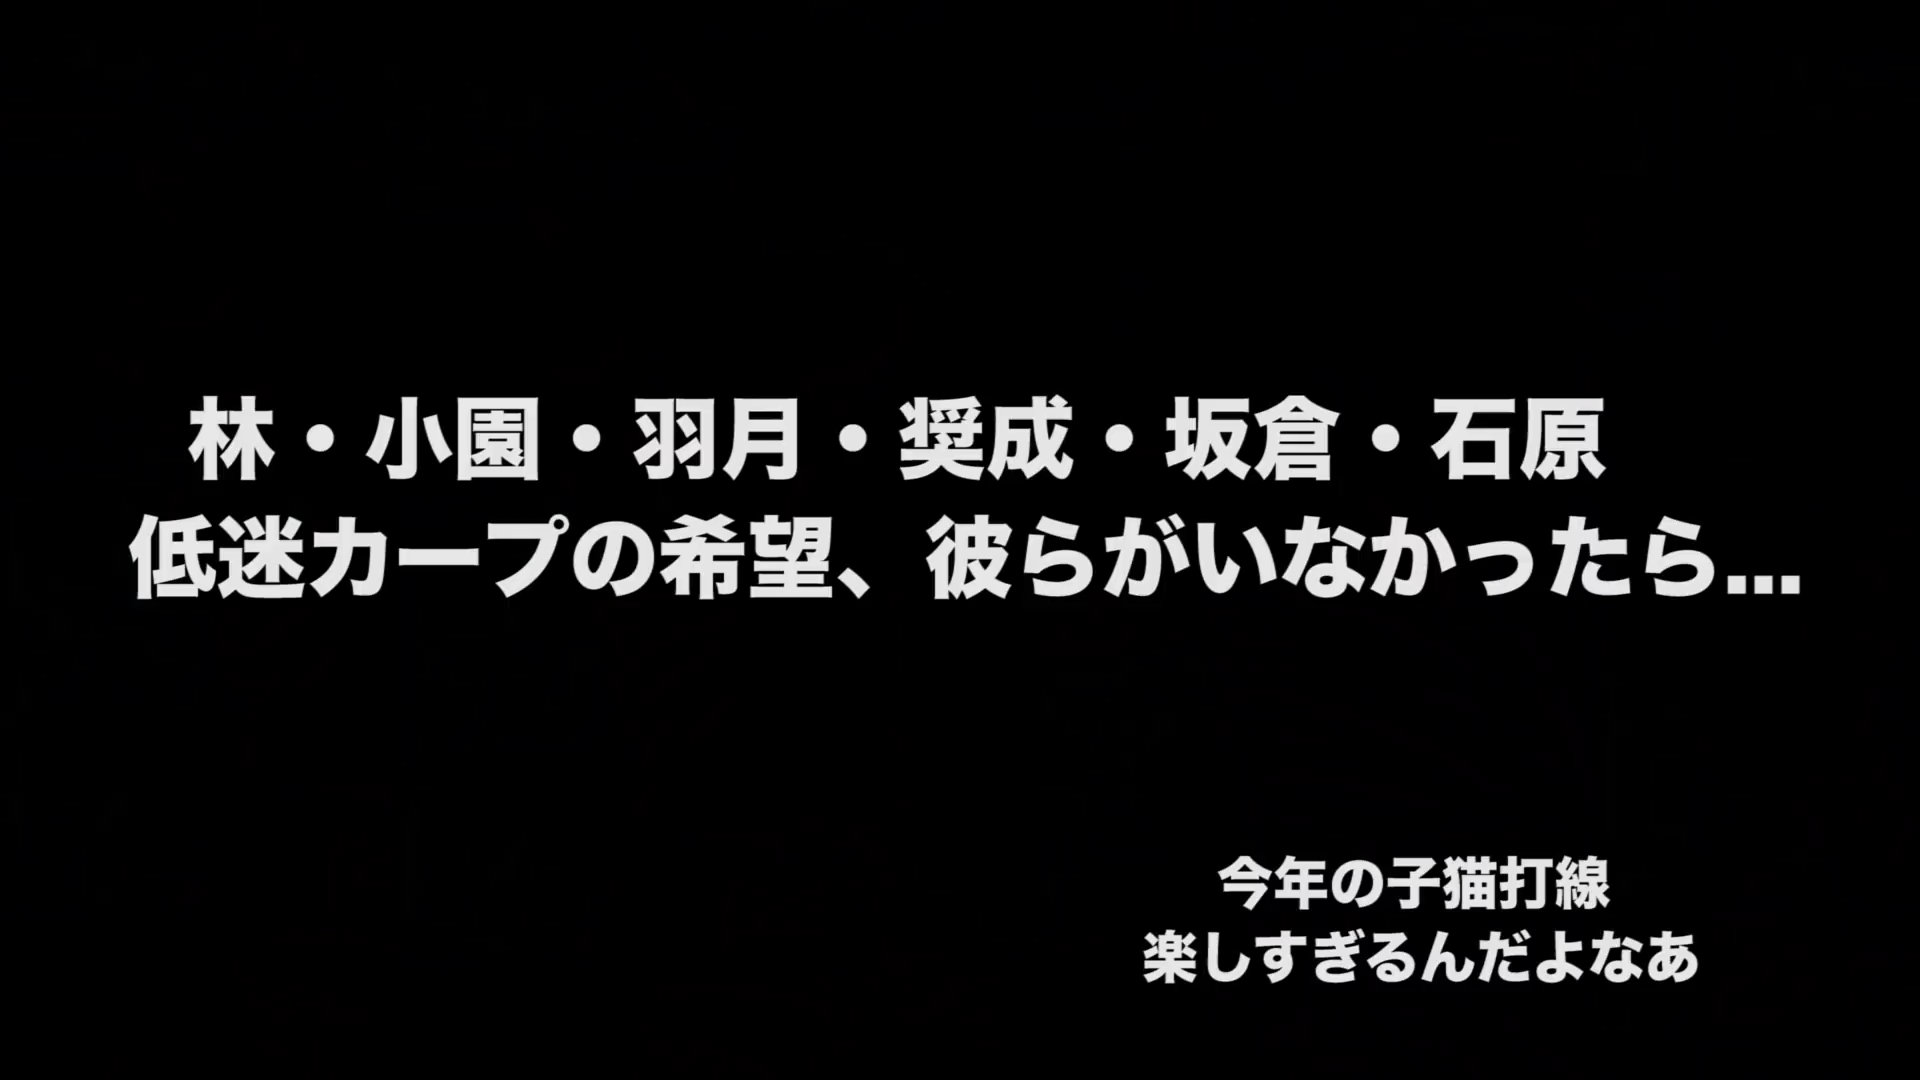 林・小園・羽月・奨成・坂倉・石原
低迷カープの希望、彼らがいなかったら...
今年の子猫打線
楽しすぎるんだよなあ